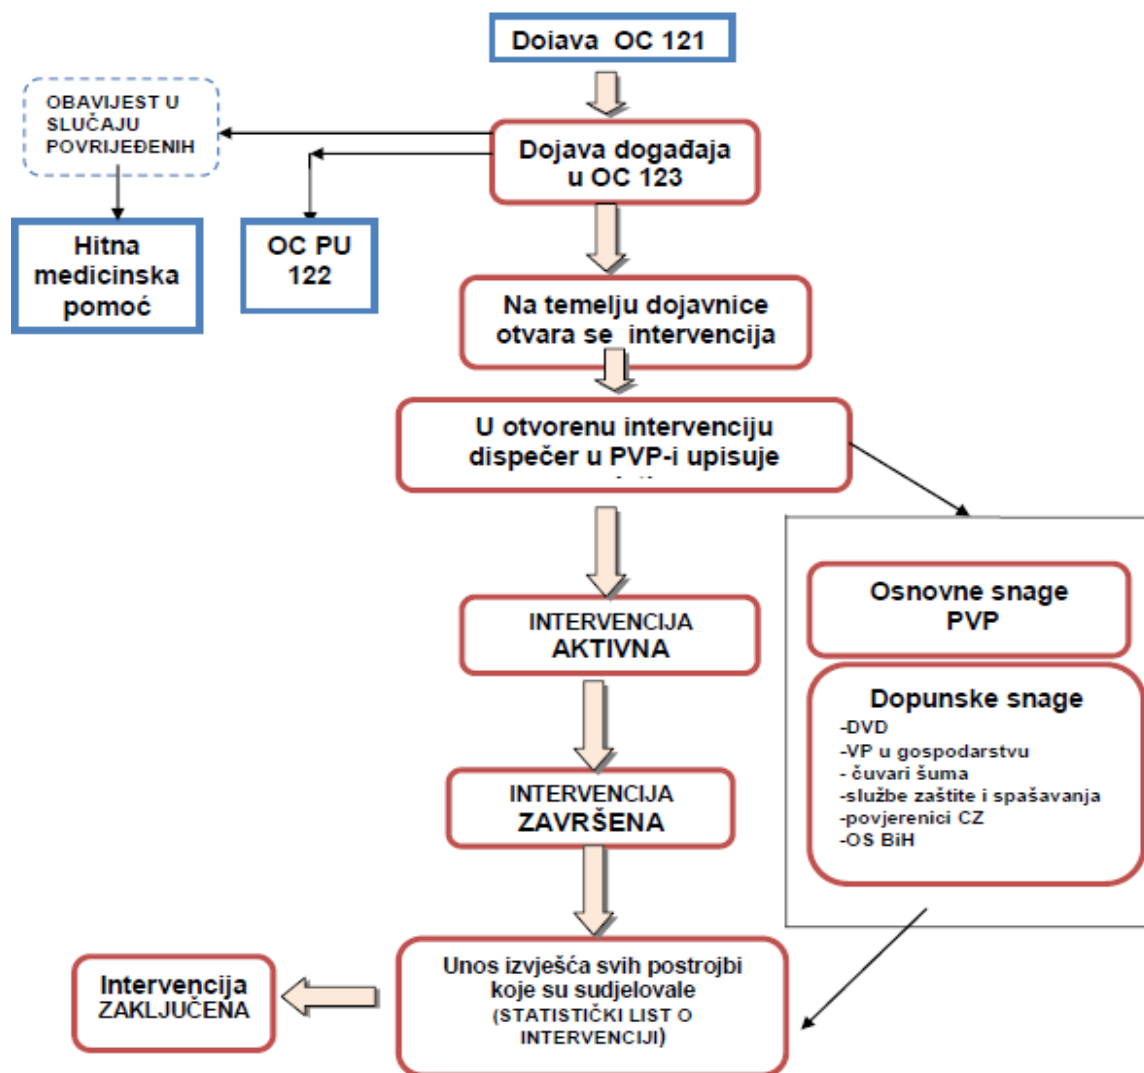 Dojava OC 121
OBAVIJEST U
SLUČAJU
POVRIJEĐENIH
Dojava događaja
u OC 123
Hitna
medicinska
pomoć
OC PU
122
Na temelju dojavnice
otvara se intervencija
U otvorenu intervenciju
dispečer u PVP-i upisuje
INTERVENCIJA
AKTIVNA
Osnovne snage
PVP
Dopunske snage
-DVD
-VP u gospodarstvu
- čuvari šuma
-službe zaštite i spašavanja
-povjerenici CZ
-OS BiH
INTERVENCIJA
ZAVRŠENA
Unos izvješća svih postrojbi
koje su sudjelovale
(STATISTIČKI LIST O
INTERVENCIJI)
Intervencija
ZAKLJUČENA